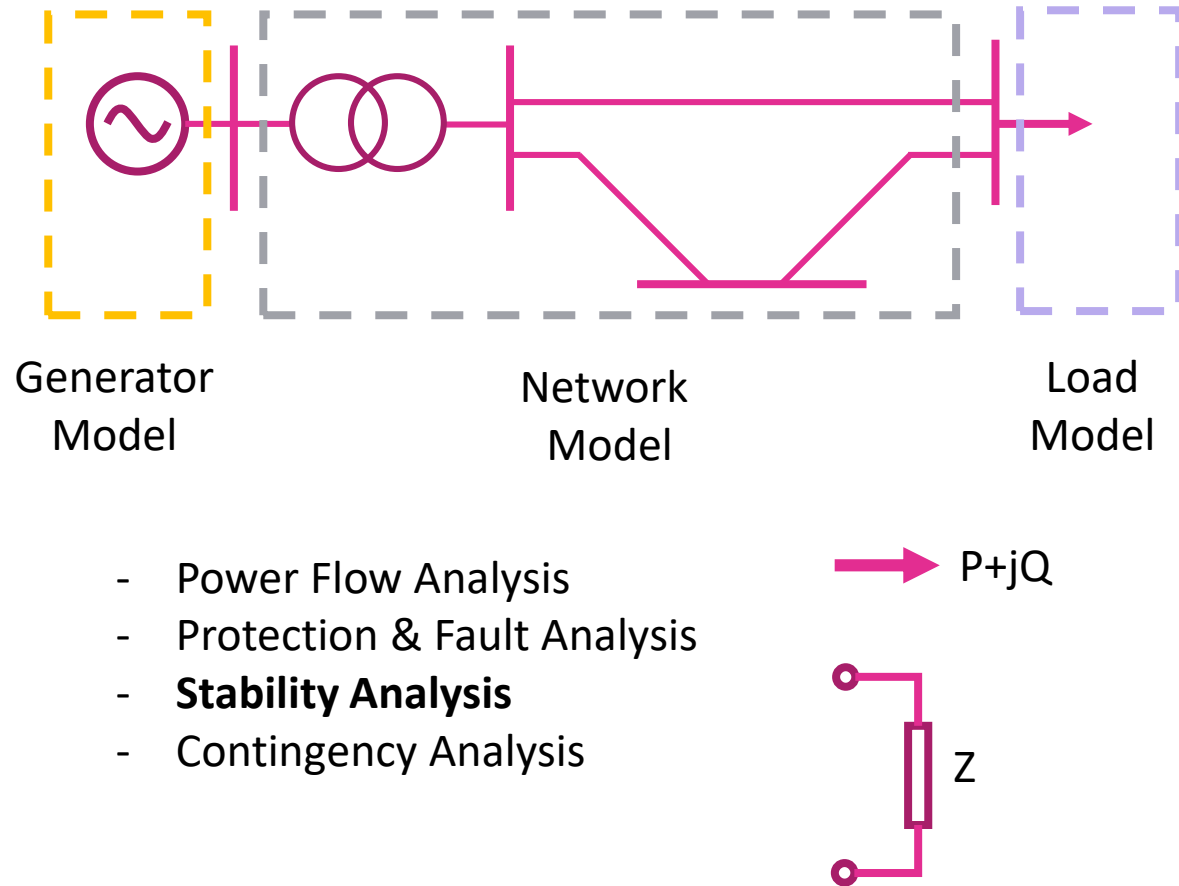 Generator
Model
Network
Model
Load
Model
- Power Flow Analysis
- Protection & Fault Analysis
- Stability Analysis
- Contingency Analysis
P+jQ
Z